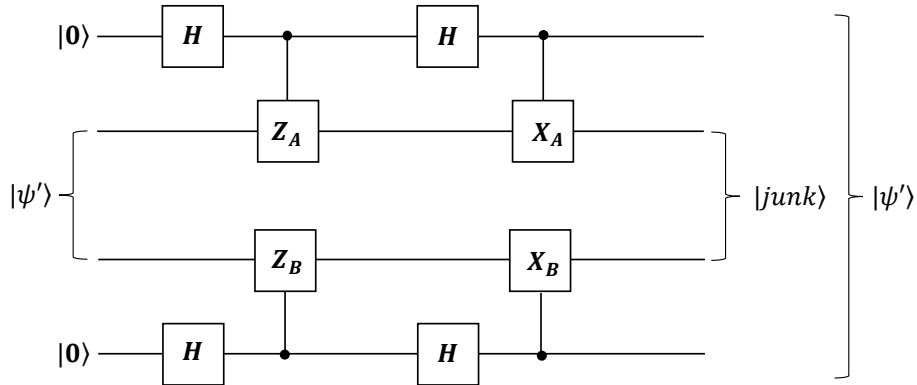 |0⟩ H H
Z_A X_A
|ψ′⟩ |junk⟩ |ψ′⟩
Z_B X_B
|0⟩ H H